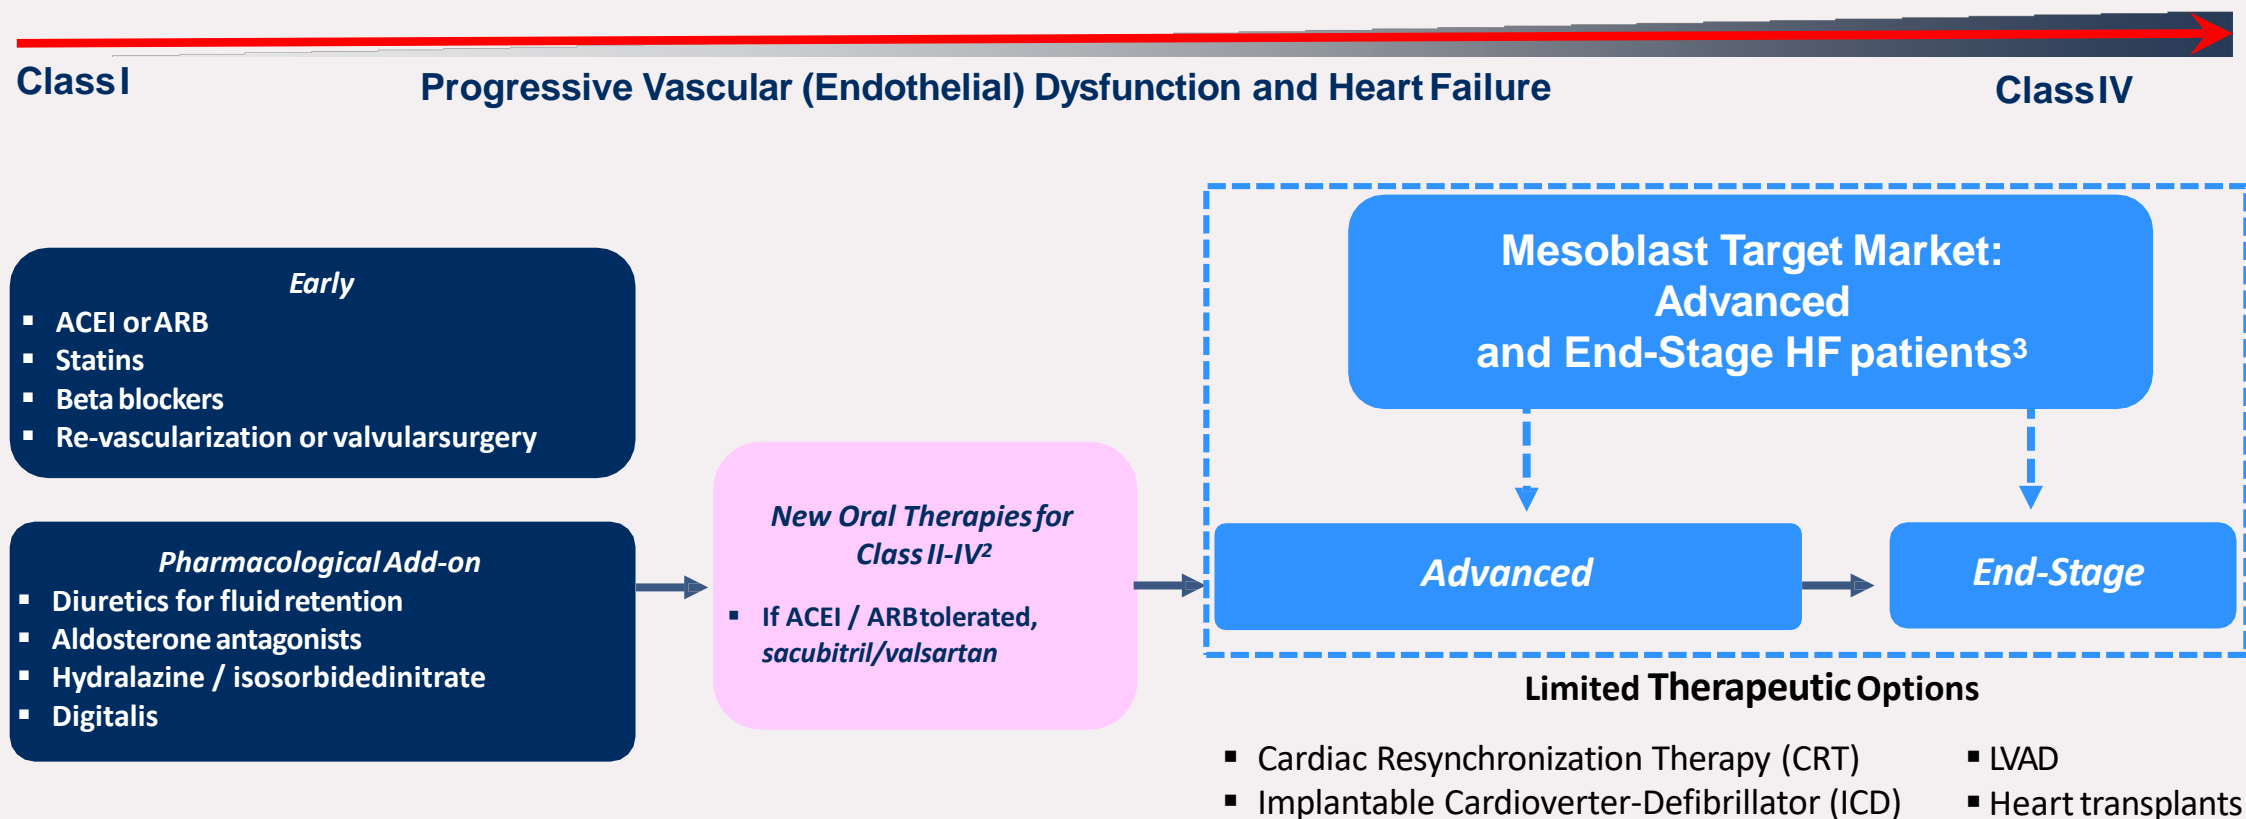 Class I
Progressive Vascular (Endothelial) Dysfunction and Heart Failure
Class IV
Early
▪ ACEI or ARB
▪ Statins
▪ Beta blockers
▪ Re-vascularization or valvularsurgery
Pharmacological Add-on
▪ Diuretics for fluid retention
▪ Aldosterone antagonists
▪ Hydralazine / isosorbidedinitrate
▪ Digitalis
New Oral Therapies for
Class II-IV²
▪ If ACEI / ARB tolerated,
sacubitril/valsartan
Mesoblast Target Market:
Advanced
and End-Stage HF patients³
Advanced
End-Stage
Limited Therapeutic Options
▪ Cardiac Resynchronization Therapy (CRT)
▪ Implantable Cardioverter-Defibrillator (ICD)
▪ LVAD
▪ Heart transplants